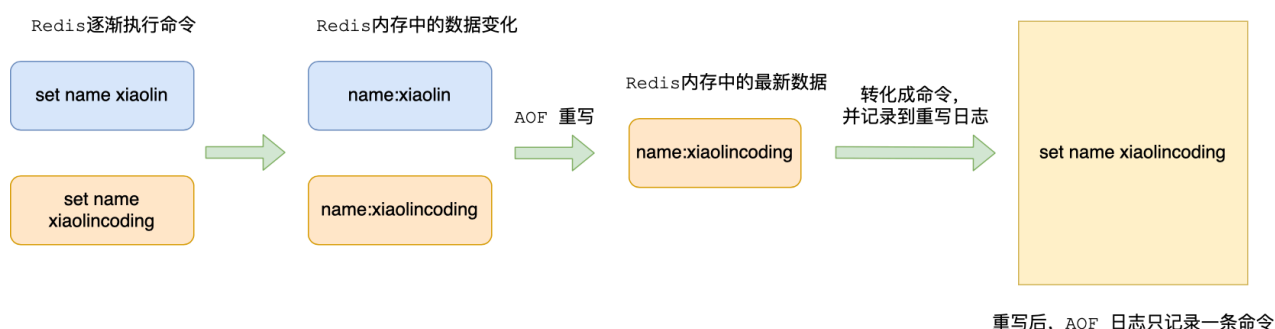 Redis逐渐执行命令
set name xiaolin
set name
xiaolincoding
Redis内存中的数据变化
name:xiaolin
name:xiaolincoding
AOF 重写
Redis内存中的最新数据
name:xiaolincoding
转化成命令，
并记录到重写日志
set name xiaolincoding
重写后，AOF 日志只记录一条命令